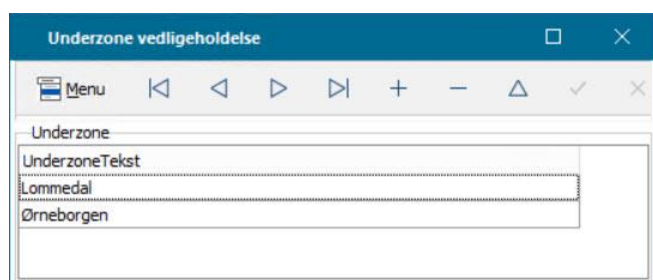 Underzone vedligeholdelse
Menu
Underzone
UnderzoneTekst
Lommedal
Ørneborgen